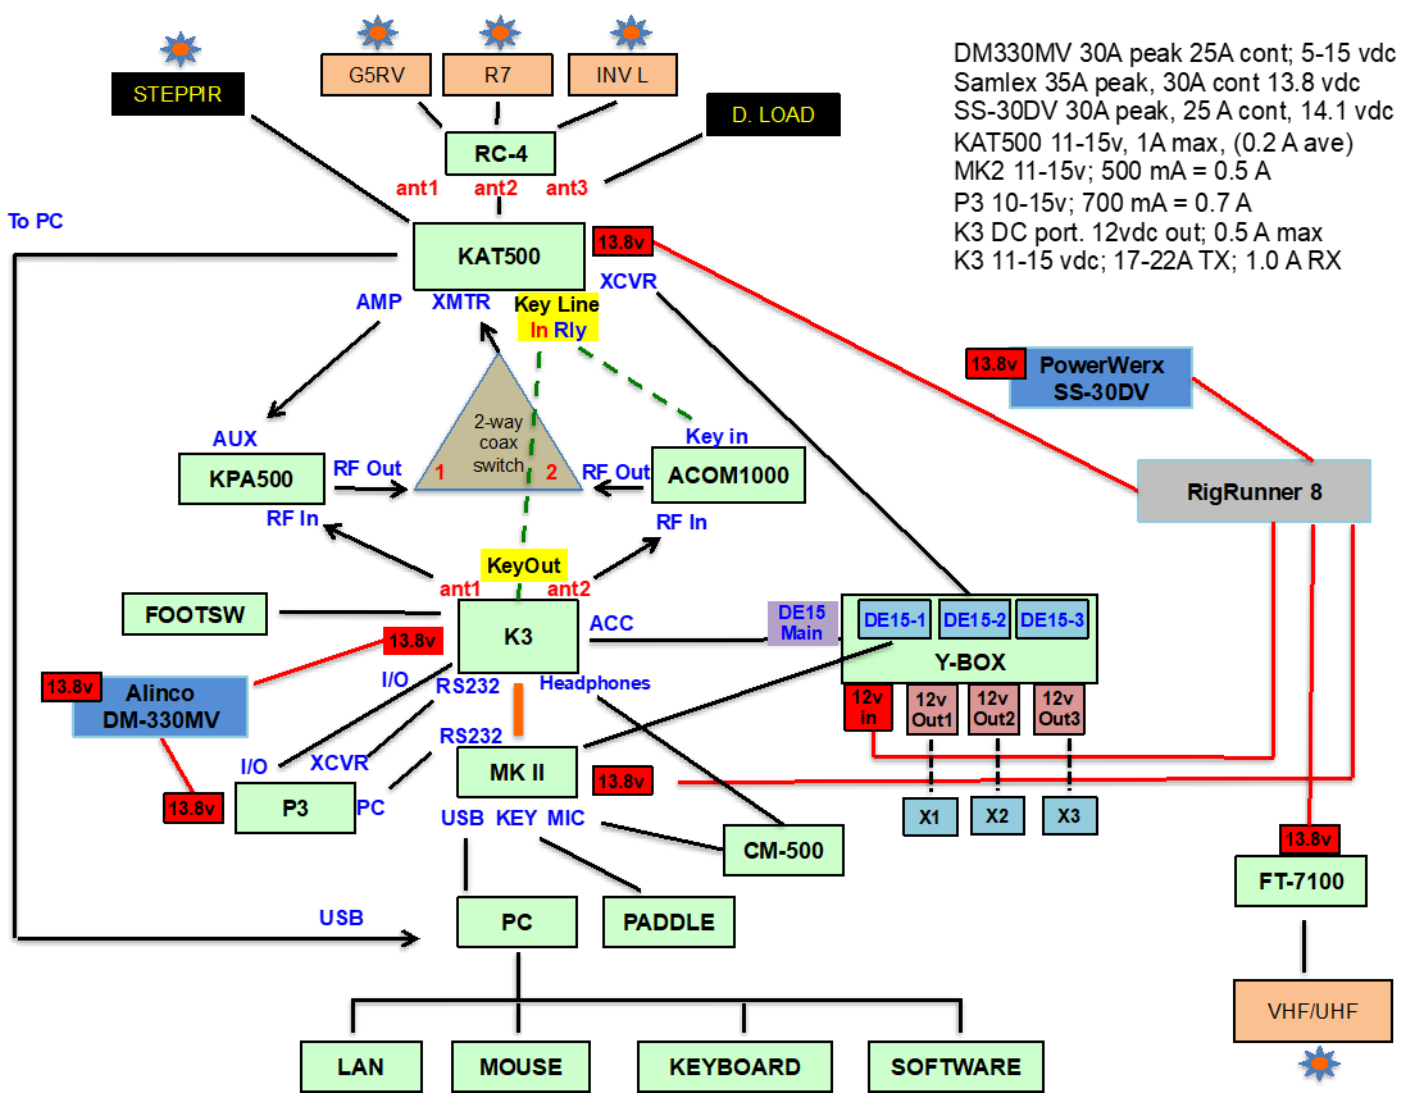 DM330MV 30A peak 25A cont; 5-15 vdc
Samlex 35A peak, 30A cont 13.8 vdc
SS-30DV 30A peak, 25 A cont, 14.1 vdc
KAT500 11-15v, 1A max, (0.2 A ave)
MK2 11-15v; 500 mA = 0.5 A
P3 10-15v; 700 mA = 0.7 A
K3 DC port. 12vdc out; 0.5 A max
K3 11-15 vdc; 17-22A TX; 1.0 A RX
STEPPIR
G5RV
R7
INV L
D. LOAD
RC-4
ant1
ant2
ant3
To PC
KAT500
13.8v
XCVR
AMP
XMTR
Key Line
In Rly
13.8v
PowerWerx
SS-30DV
2-way
coax
switch
1
2
AUX
KPA500
RF Out
RF In
Key in
RF Out
ACOM1000
RF In
RigRunner 8
KeyOut
ant1
ant2
FOOTSW
13.8v
K3
ACC
DE15
Main
DE15-1
DE15-2
DE15-3
Y-BOX
12v
in
12v
Out1
12v
Out2
12v
Out3
13.8v
Alinco
DM-330MV
I/O
RS232
Headphones
RS232
I/O
XCVR
13.8v
P3
PC
MK II
13.8v
USB
KEY
MIC
X1
X2
X3
CM-500
13.8v
FT-7100
USB
PC
PADDLE
VHF/UHF
LAN
MOUSE
KEYBOARD
SOFTWARE